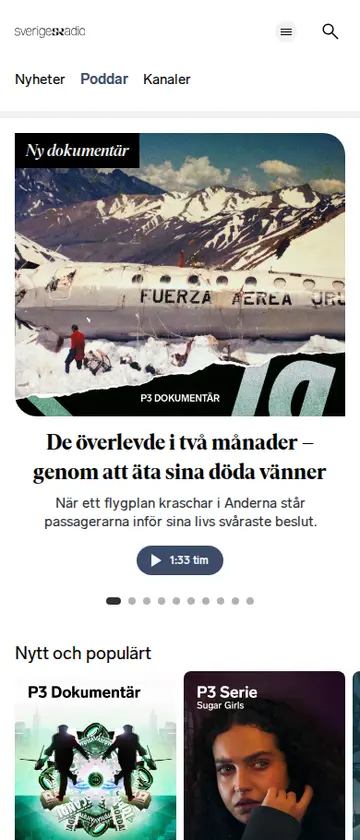 sverigesradio
Nyheter
Poddar
Kanaler
Ny dokumentär
FUERZA AEREA URU
P3 DOKUMENTÄR
De överlevde i två månader –
genom att äta sina döda vänner
När ett flygplan kraschar i Anderna står
passagerarna inför sina livs svåraste beslut.
1:33 tim
Nytt och populärt
P3 Dokumentär
P3 Serie
Sugar Girls